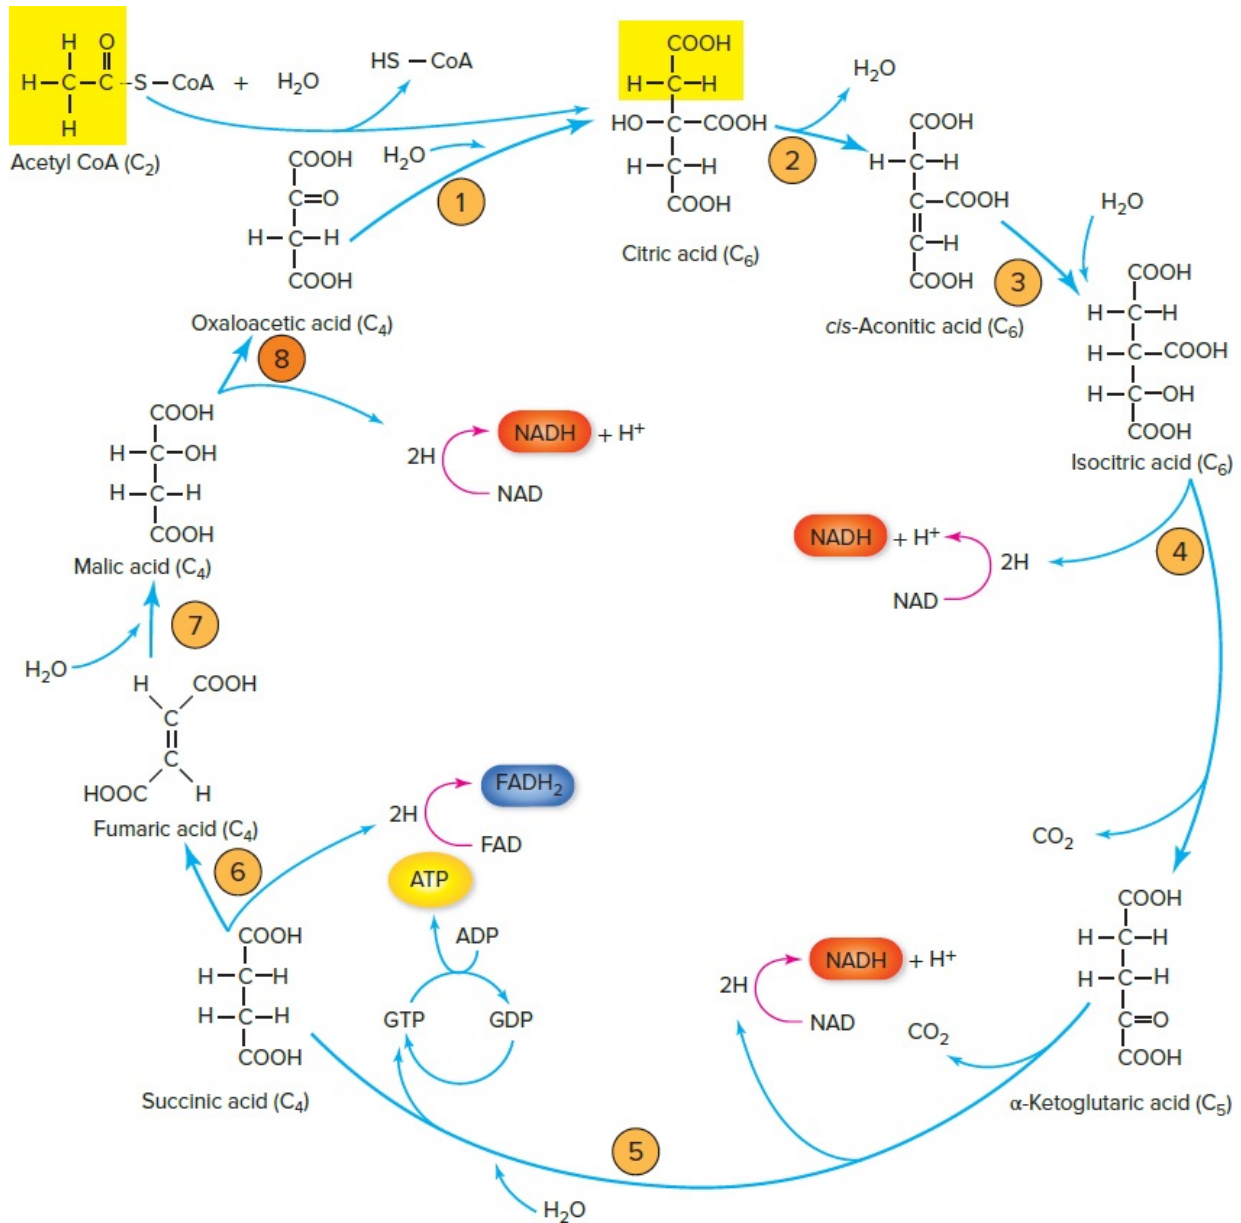 H O
H–C–C–S–CoA + H₂O
H
Acetyl CoA (C₂)
HS–CoA
COOH
C=O
H–C–H
COOH
Oxaloacetic acid (C₄)
H₂O
1
COOH
H–C–H
HO–C–COOH
H–C–H
COOH
Citric acid (C₆)
H₂O
2
COOH
H–C–H
C–COOH
C–H
COOH
cis-Aconitic acid (C₆)
H₂O
3
COOH
H–C–H
H–C–COOH
H–C–OH
COOH
Isocitric acid (C₆)
4
NADH + H⁺
2H
NAD
CO₂
COOH
H–C–H
H–C–H
C=O
COOH
α-Ketoglutaric acid (C₅)
CO₂
NADH + H⁺
2H
NAD
5
H₂O
ATP
ADP
GTP
GDP
COOH
H–C–H
H–C–H
COOH
Succinic acid (C₄)
6
FADH₂
2H
FAD
H COOH
C
C
HOOC H
Fumaric acid (C₄)
H₂O
7
COOH
H–C–OH
H–C–H
COOH
Malic acid (C₄)
8
NADH + H⁺
2H
NAD